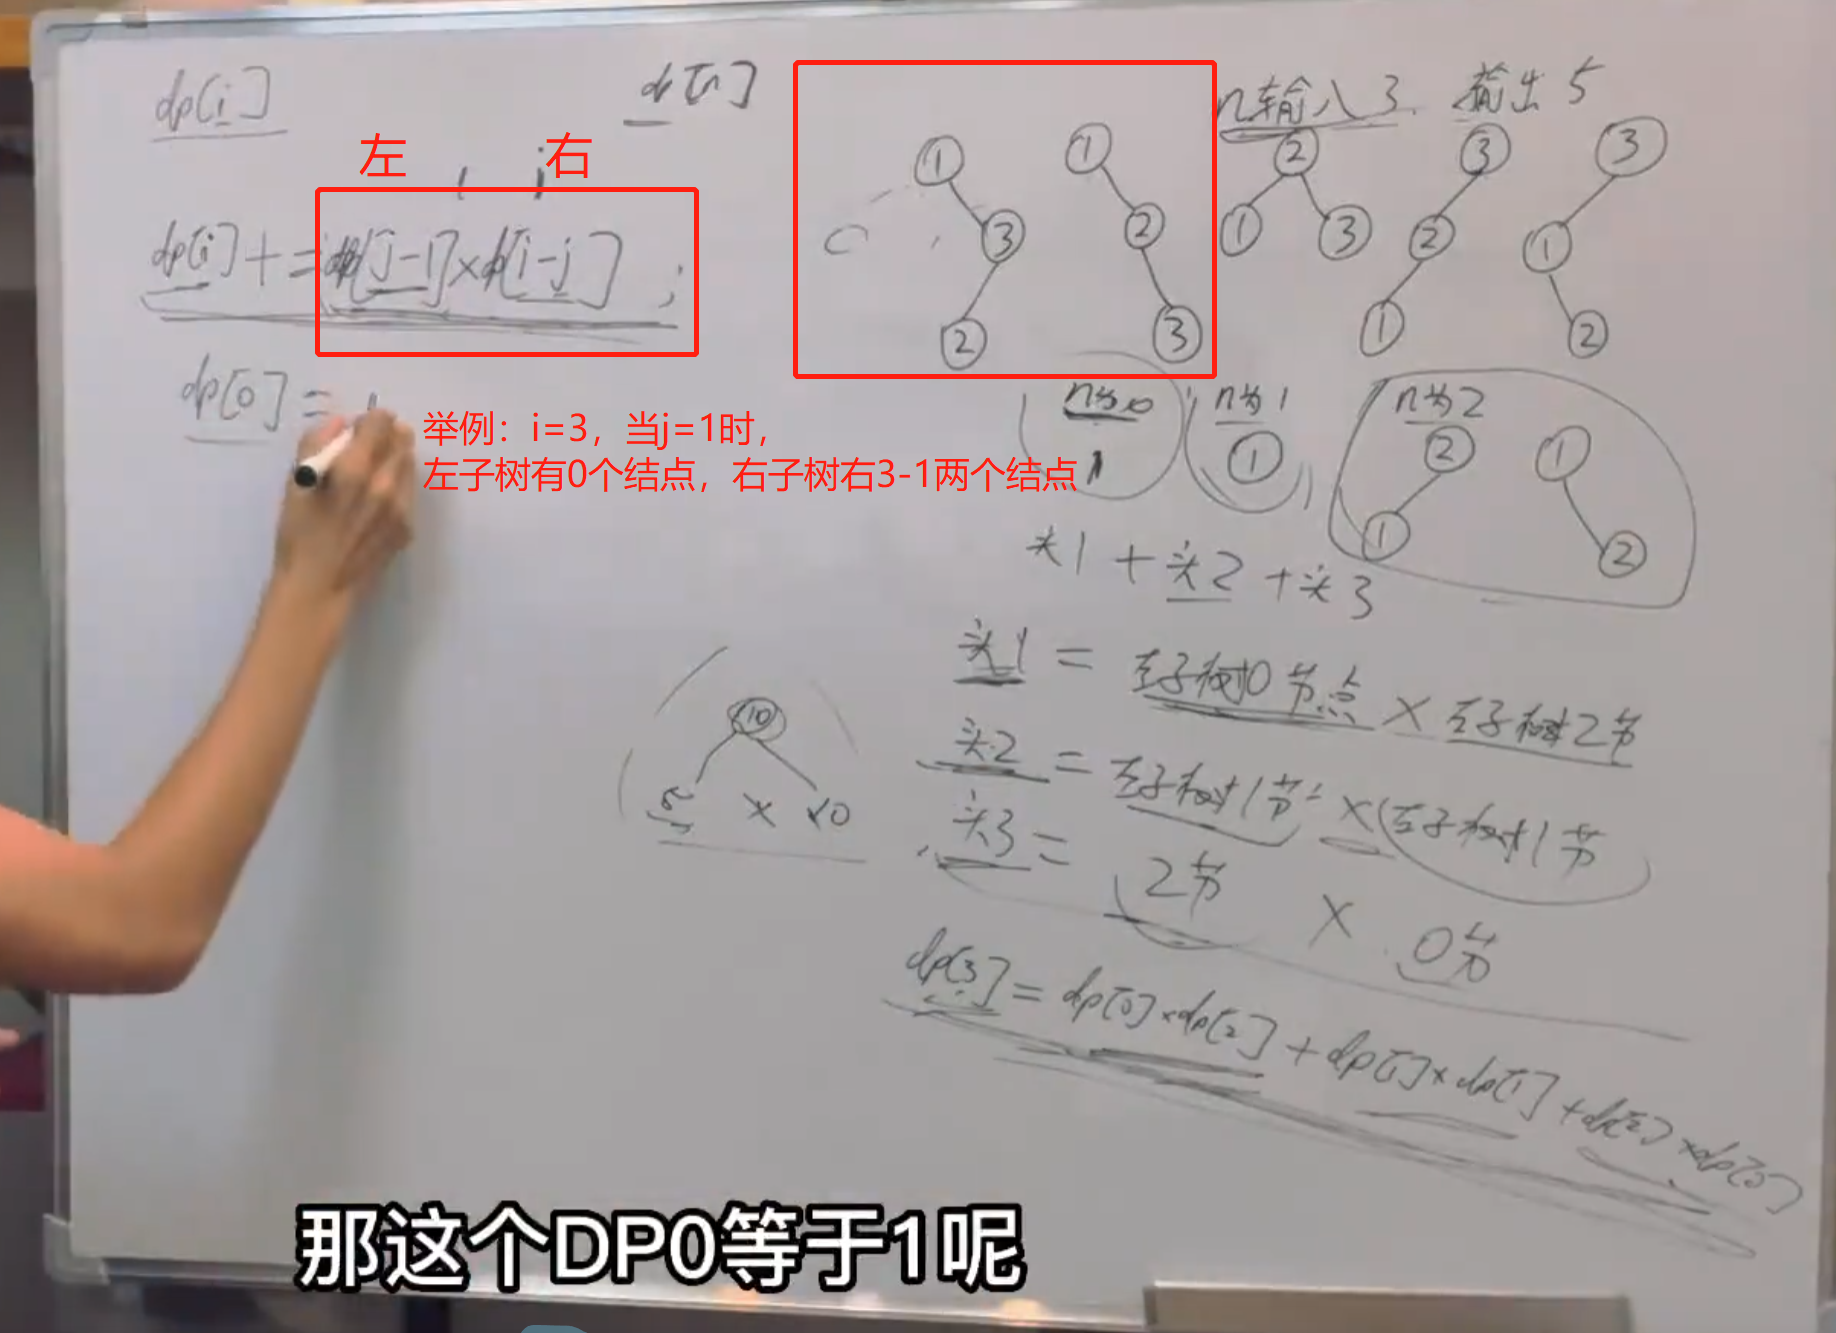 dp[i]
dp[n]
n输入3. 输出5
左 右
1 j
dp[i] += dp[j-1]×dp[i-j];
① ③ ②
① ② ③
② ① ③
③ ② ①
③ ① ②
dp[0] = 1
举例：i=3，当j=1时，
左子树有0个结点，右子树右3-1两个结点
n为0
1
n为1
①
n为2
② ①
① ②
头1 + 头2 + 头3
头1 = 左子树0节点 × 左子树2节
头2 = 左子树1节 × 左子树1节
头3 = 2节 × 0节
10
5 × 10
dp[3] = dp[0]×dp[2] + dp[1]×dp[1] + dp[2]×dp[0]
那这个DP0等于1呢